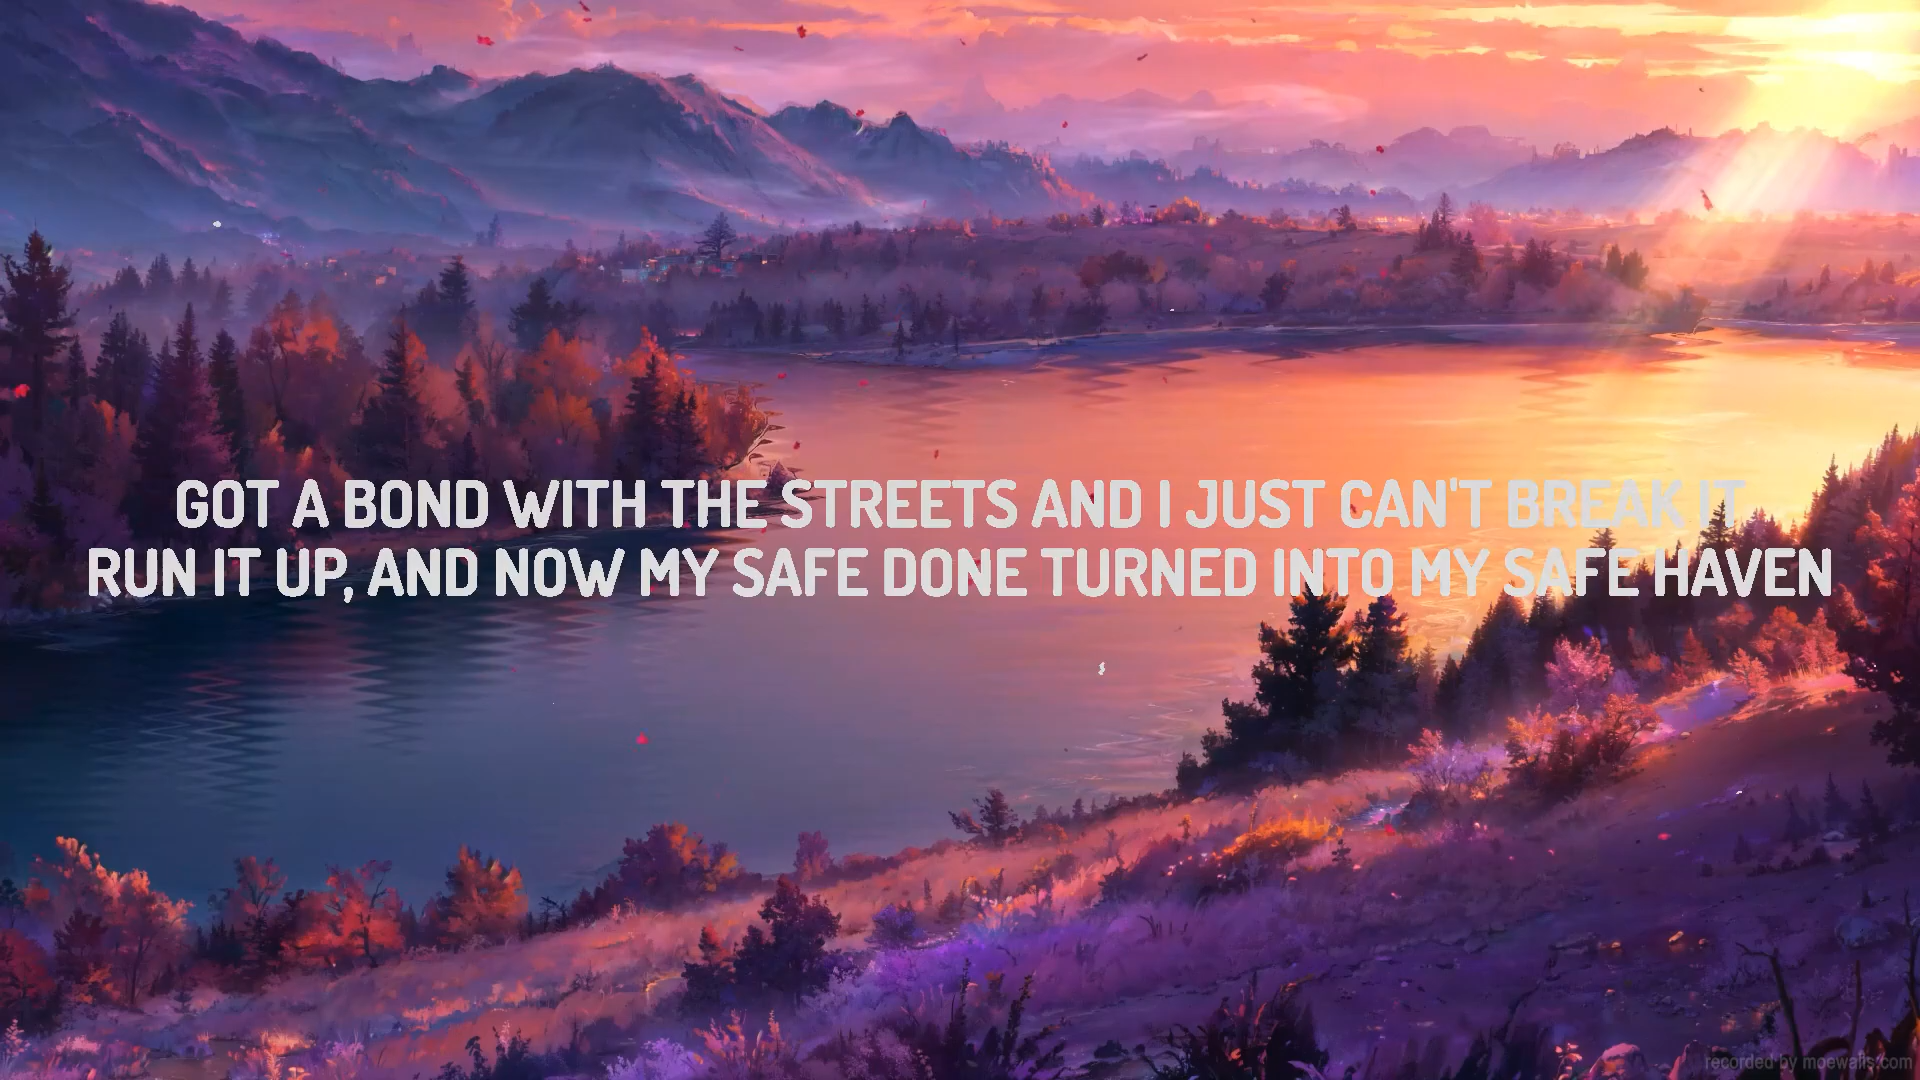 GOT A BOND WITH THE STREETS AND I JUST CAN'T BREAK IT
RUN IT UP, AND NOW MY SAFE DONE TURNED INTO MY SAFE HAVEN
recorded by moewalls.com